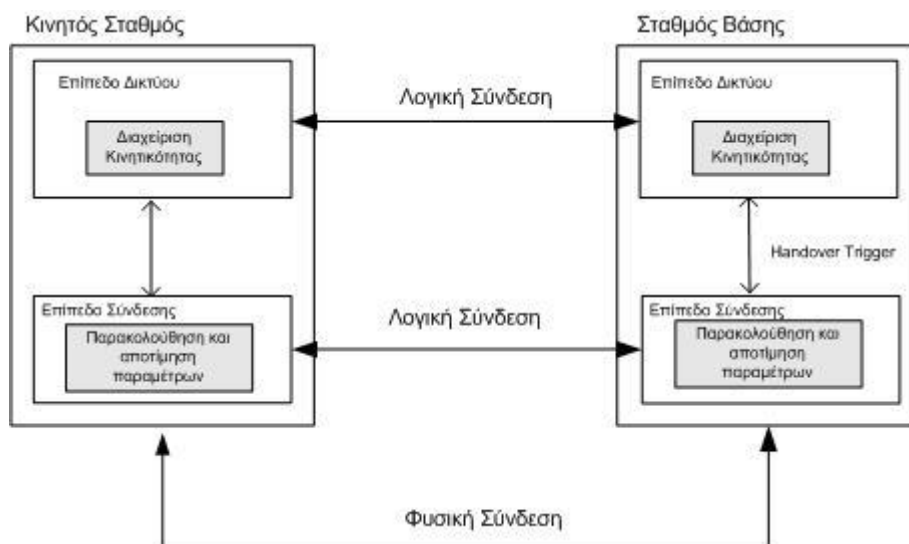 Κινητός Σταθμός
Σταθμός Βάσης
Επίπεδο Δικτύου
Επίπεδο Δικτύου
Λογική Σύνδεση
Διαχείριση
Κινητικότητας
Διαχείριση
Κινητικότητας
Handover Trigger
Επίπεδο Σύνδεσης
Επίπεδο Σύνδεσης
Λογική Σύνδεση
Παρακολούθηση και
αποτίμηση
παραμέτρων
Παρακολούθηση και
αποτίμηση
παραμέτρων
Φυσική Σύνδεση